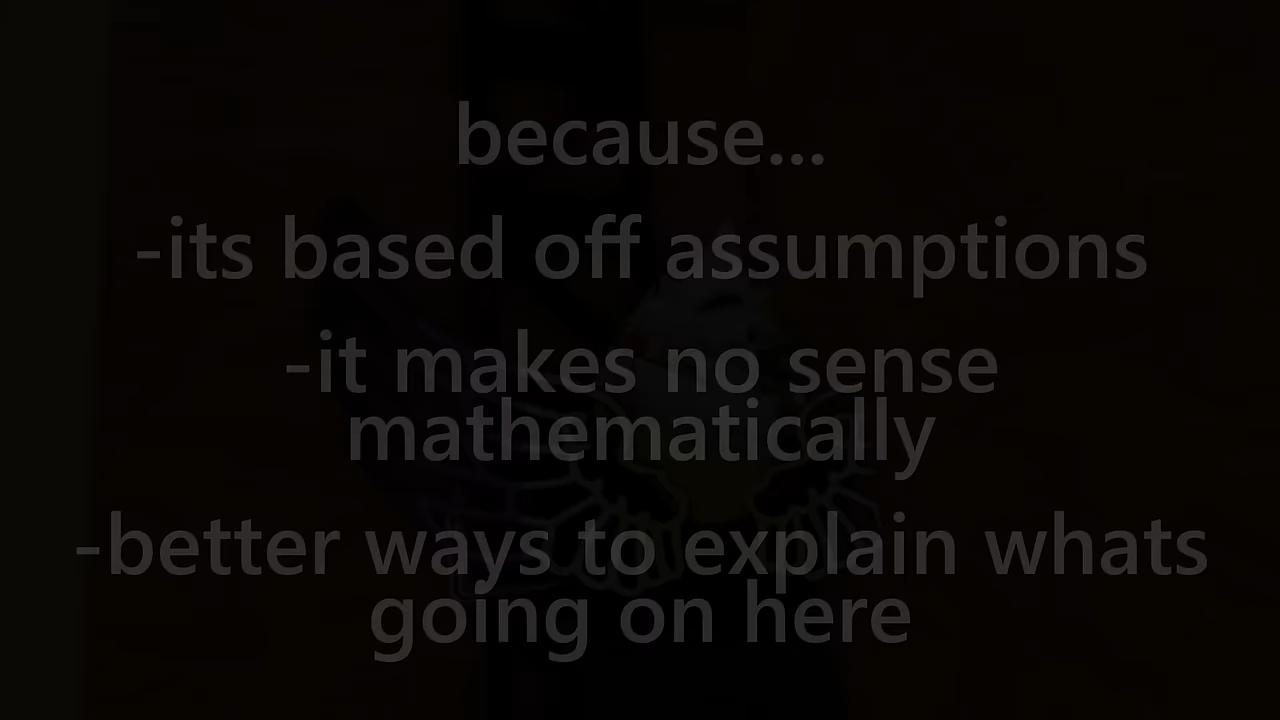 because...
-its based off assumptions
-it makes no sense
mathematically
-better ways to explain whats
going on here